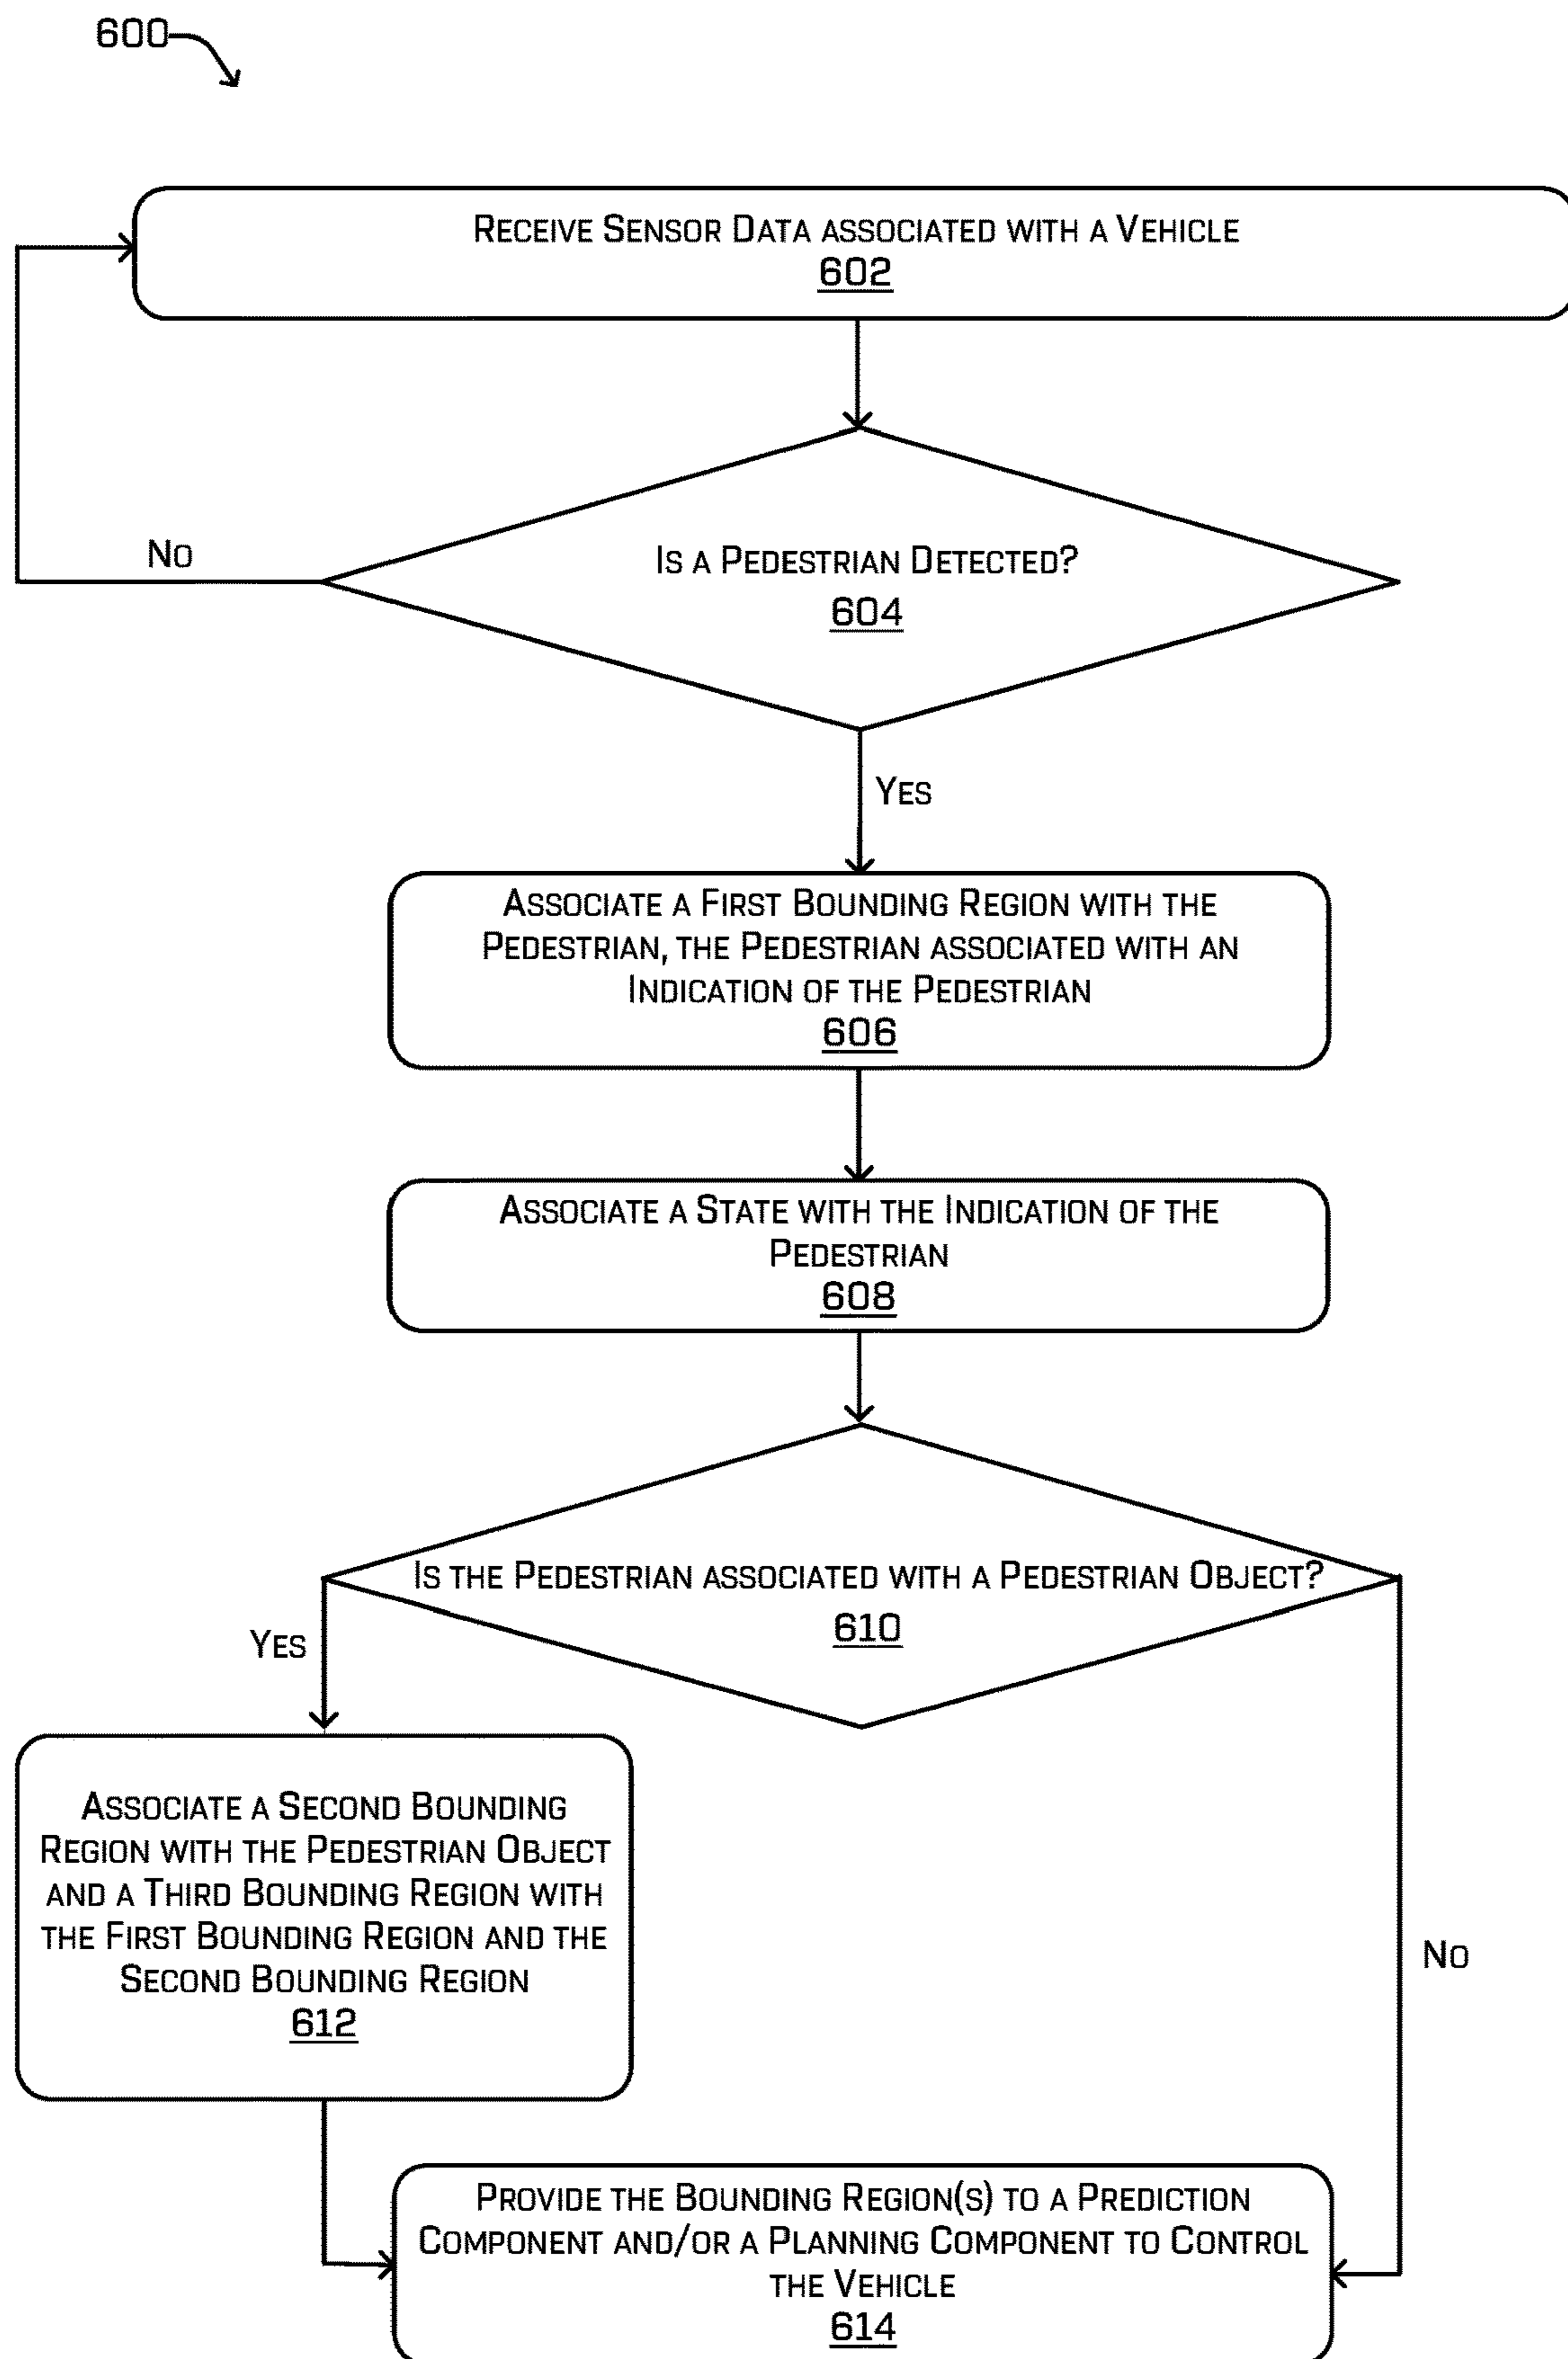 600
Receive Sensor Data associated with a Vehicle
602
Is a Pedestrian Detected?
604
No
Yes
Associate a First Bounding Region with the
Pedestrian, the Pedestrian associated with an
Indication of the Pedestrian
606
Associate a State with the Indication of the
Pedestrian
608
Is the Pedestrian associated with a Pedestrian Object?
610
Yes
Associate a Second Bounding
Region with the Pedestrian Object
and a Third Bounding Region with
the First Bounding Region and the
Second Bounding Region
612
No
Provide the Bounding Region(s) to a Prediction
Component and/or a Planning Component to Control
the Vehicle
614